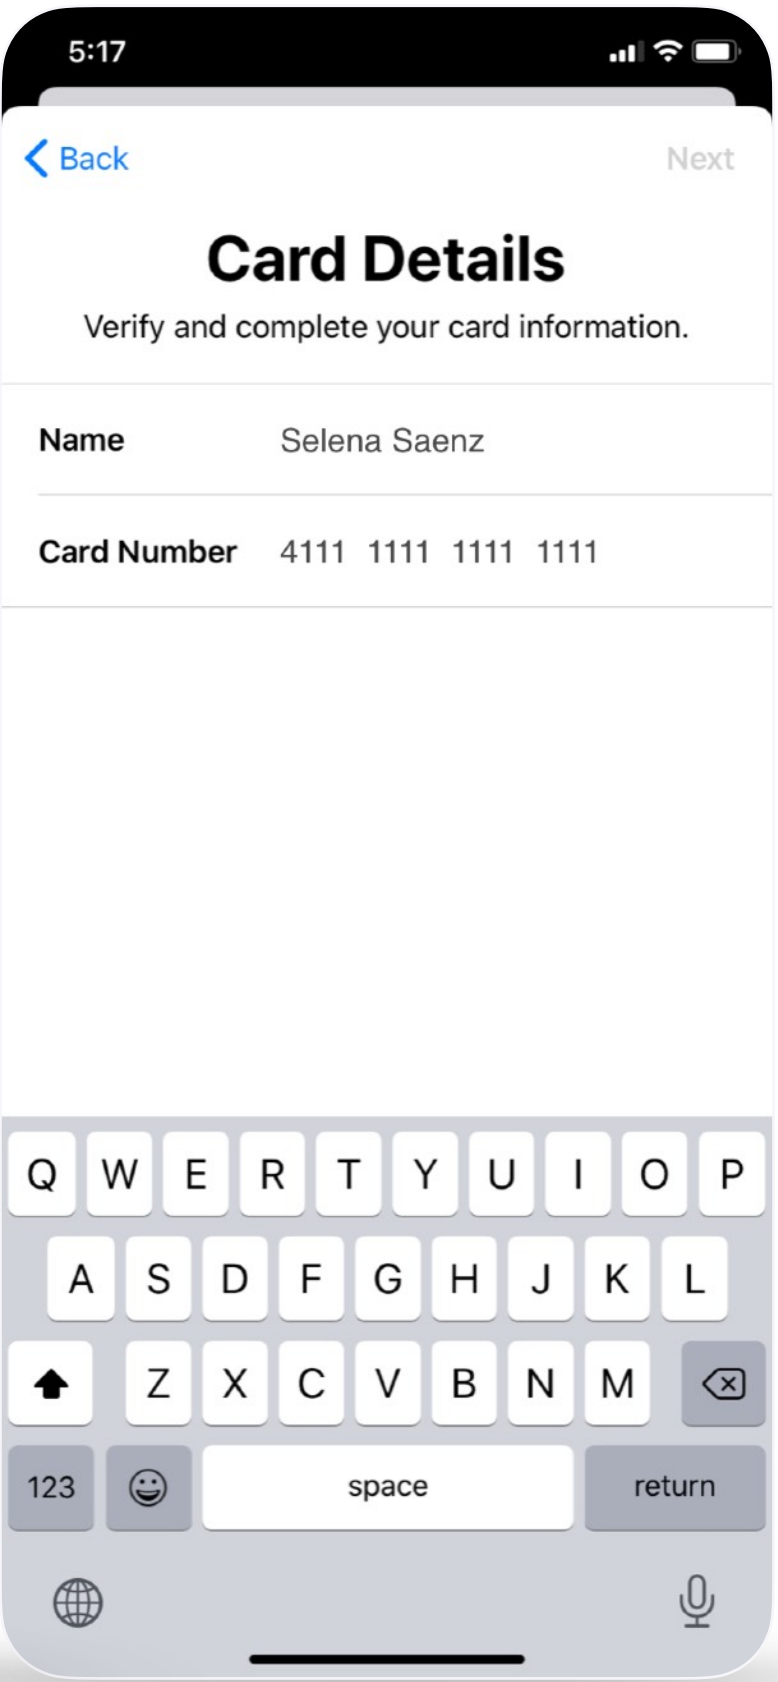 5:17
Back Next
Card Details
Verify and complete your card information.
Name Selena Saenz
Card Number 4111 1111 1111 1111
Q W E R T Y U I O P
A S D F G H J K L
Z X C V B N M
123 space return